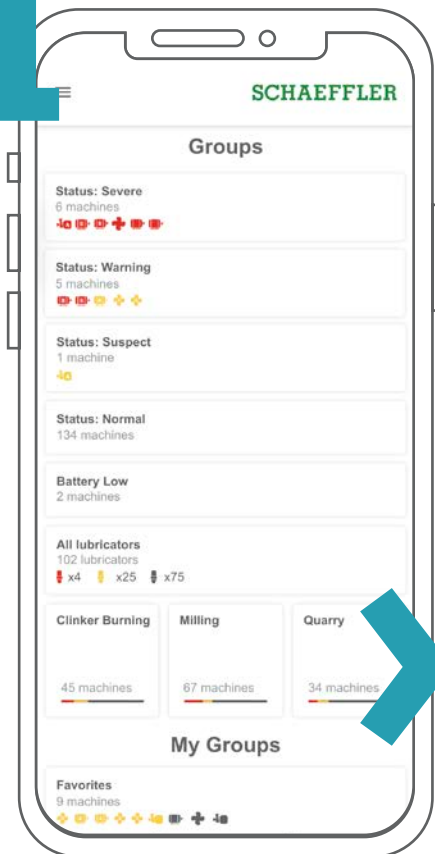 SCHAEFFLER
Groups
Status: Severe
6 machines
Status: Warning
5 machines
Status: Suspect
1 machine
Status: Normal
134 machines
Battery Low
2 machines
All lubricators
102 lubricators
x4 x25 x75
Clinker Burning Milling Quarry
45 machines 67 machines 34 machines
My Groups
Favorites
9 machines